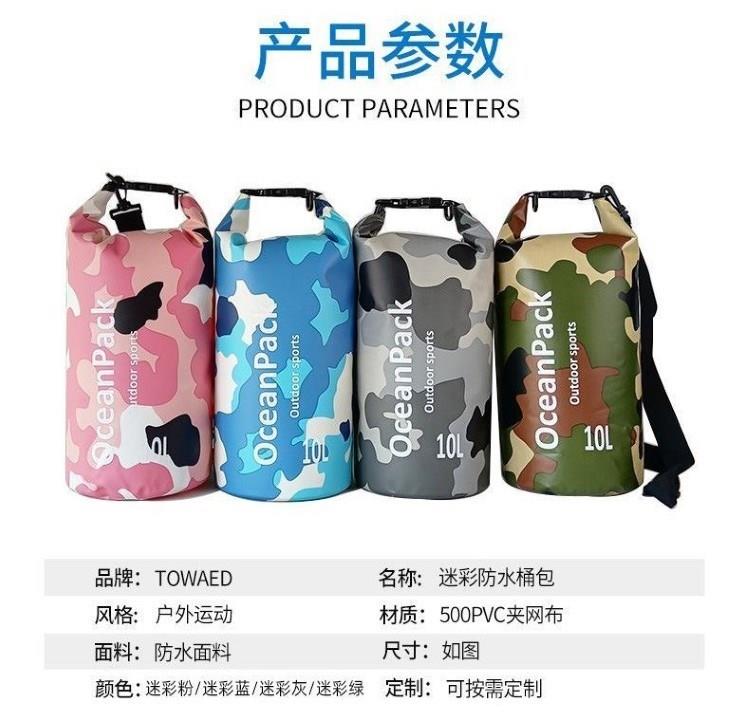 产品参数
PRODUCT PARAMETERS
OceanPack
Outdoor sports
OceanPack
Outdoor sports
10L
OceanPack
Outdoor sports
10L
OceanPack
Outdoor sports
10L
品牌： TOWAED 名称: 迷彩防水桶包
风格: 户外运动 材质： 500PVC夹网布
面料： 防水面料 尺寸： 如图
颜色： 迷彩粉/迷彩蓝/迷彩灰/迷彩绿 定制： 可按需定制